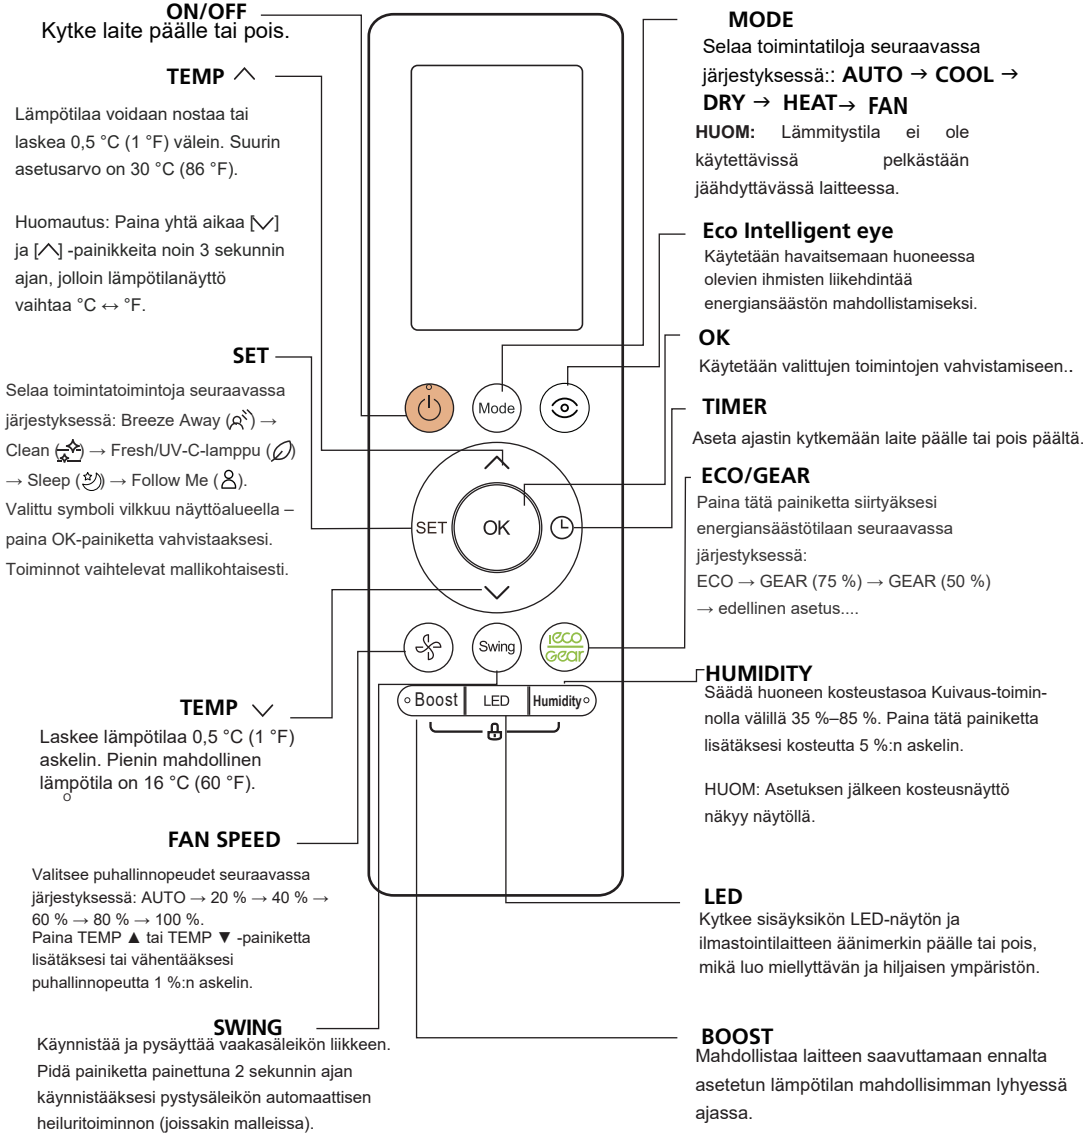 ON/OFF
Kytke laite päälle tai pois.
TEMP
Lämpötilaa voidaan nostaa tai
laskea 0,5 °C (1 °F) välein. Suurin
asetusarvo on 30 °C (86 °F).
Huomautus: Paina yhtä aikaa [﹀]
ja [︿] -painikkeita noin 3 sekunnin
ajan, jolloin lämpötilanäyttö
vaihtaa °C ↔ °F.
SET
Selaa toimintatoimintoja seuraavassa
järjestyksessä: Breeze Away () →
Clean () → Fresh/UV-C-lamppu ()
→ Sleep () → Follow Me ().
Valittu symboli vilkkuu näyttöalueella –
paina OK-painiketta vahvistaaksesi.
Toiminnot vaihtelevat mallikohtaisesti.
TEMP
Laskee lämpötilaa 0,5 °C (1 °F)
askelin. Pienin mahdollinen
lämpötila on 16 °C (60 °F).
o
FAN SPEED
Valitsee puhallinnopeudet seuraavassa
järjestyksessä: AUTO → 20 % → 40 % →
60 % → 80 % → 100 %.
Paina TEMP ▲ tai TEMP ▼ -painiketta
lisätäksesi tai vähentääksesi
puhallinnopeutta 1 %:n askelin.
SWING
Käynnistää ja pysäyttää vaakasäleikön liikkeen.
Pidä painiketta painettuna 2 sekunnin ajan
käynnistääksesi pystysäleikön automaattisen
heiluritoiminnon (joissakin malleissa).
Mode
SET
OK
Swing
ieco
Gear
Boost
LED
Humidity
MODE
Selaa toimintatiloja seuraavassa
järjestyksessä:: AUTO → COOL →
DRY → HEAT → FAN
HUOM: Lämmitystila ei ole
käytettävissä pelkästään
jäähdyttävässä laitteessa.
Eco Intelligent eye
Käytetään havaitsemaan huoneessa
olevien ihmisten liikehdintää
energiansäästön mahdollistamiseksi.
OK
Käytetään valittujen toimintojen vahvistamiseen..
TIMER
Aseta ajastin kytkemään laite päälle tai pois päältä.
ECO/GEAR
Paina tätä painiketta siirtyäksesi
energiansäästötilaan seuraavassa
järjestyksessä:
ECO → GEAR (75 %) → GEAR (50 %)
→ edellinen asetus....
HUMIDITY
Säädä huoneen kosteustasoa Kuivaus-toimin-
nolla välillä 35 %–85 %. Paina tätä painiketta
lisätäksesi kosteutta 5 %:n askelin.
HUOM: Asetuksen jälkeen kosteusnäyttö
näkyy näytöllä.
LED
Kytkee sisäyksikön LED-näytön ja
ilmastointilaitteen äänimerkin päälle tai pois,
mikä luo miellyttävän ja hiljaisen ympäristön.
BOOST
Mahdollistaa laitteen saavuttamaan ennalta
asetetun lämpötilan mahdollisimman lyhyessä
ajassa.